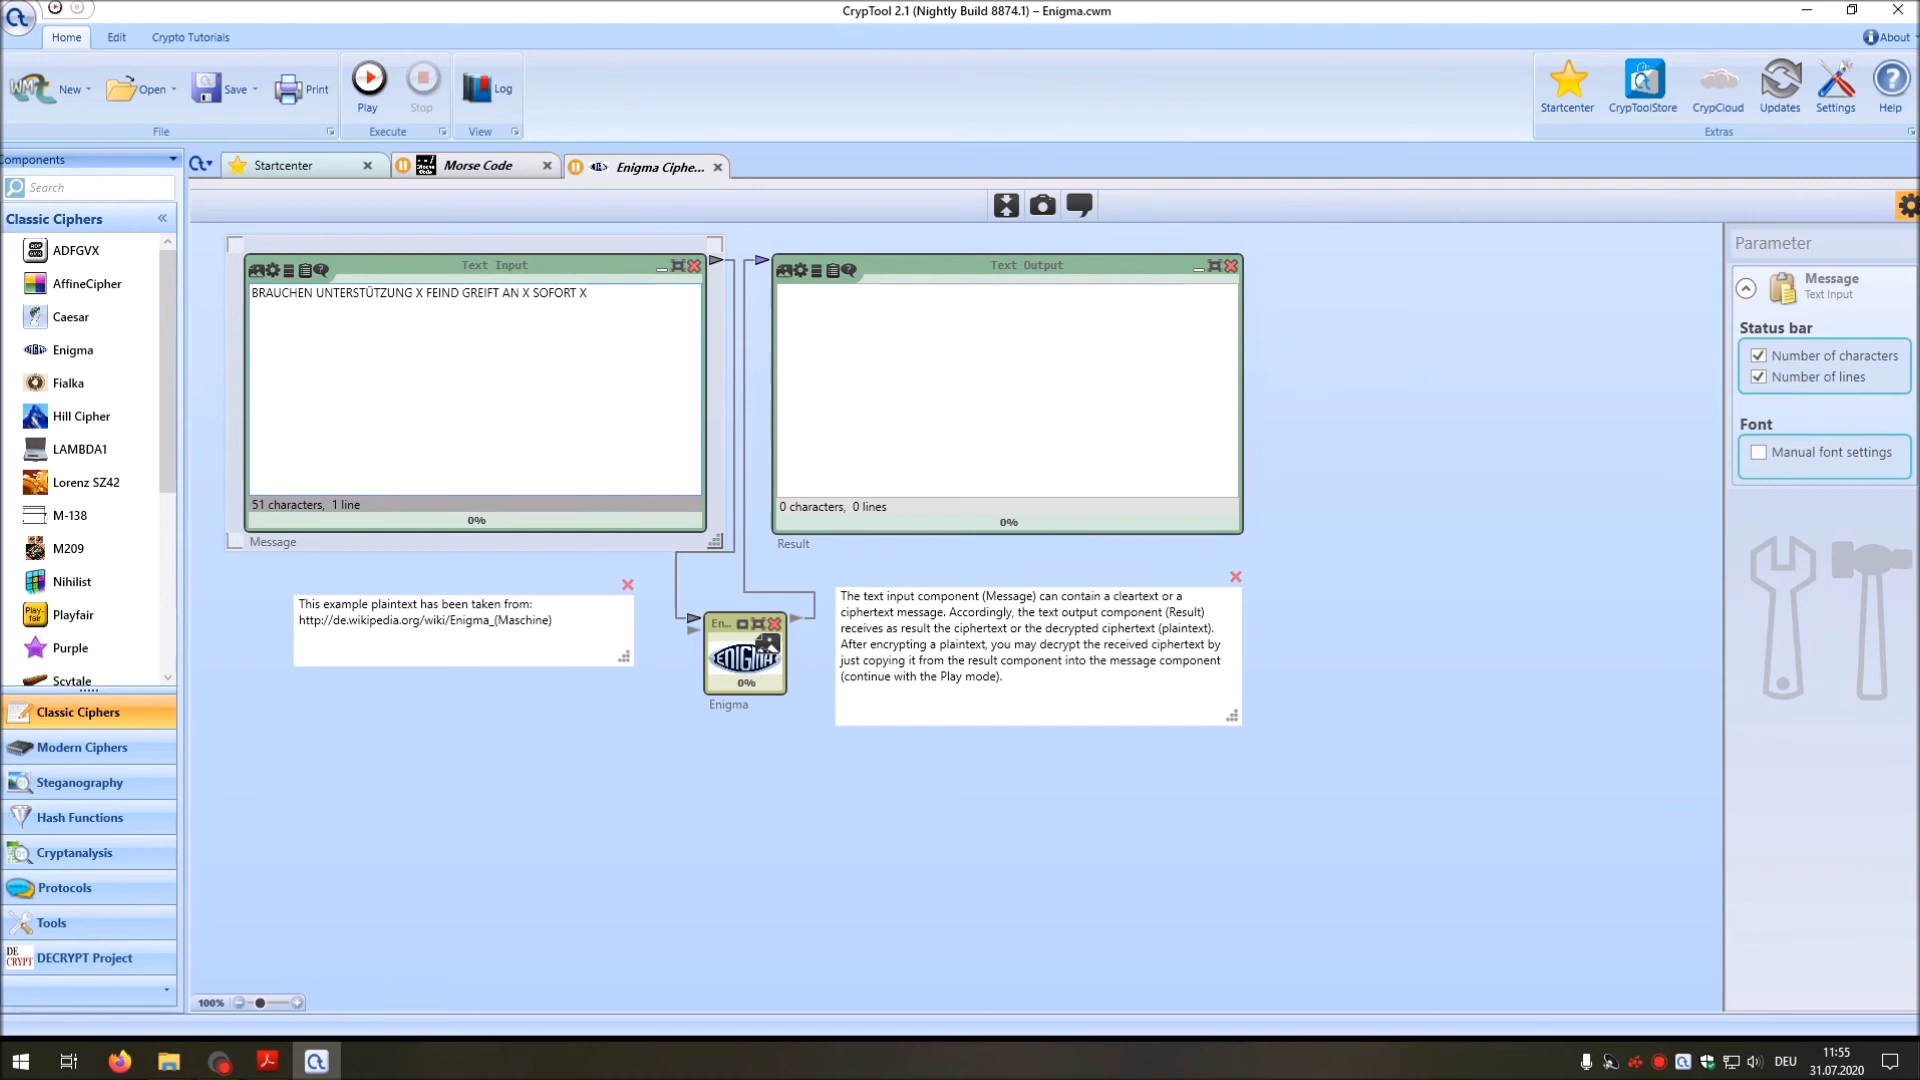 CrypTool 2.1 (Nightly Build 8874.1) – Enigma.cwm
Home
Edit
Crypto Tutorials
About
New
Open
Save
Print
Play
Stop
Log
Startcenter
CrypToolStore
CrypCloud
Updates
Settings
Help
File
Execute
View
Extras
Components
Startcenter
Morse Code
Enigma Ciphe...
Search
Classic Ciphers
ADFGVX
AffineCipher
Caesar
Enigma
Fialka
Hill Cipher
LAMBDA1
Lorenz SZ42
M-138
M209
Nihilist
Playfair
Purple
Scytale
Classic Ciphers
Modern Ciphers
Steganography
Hash Functions
Cryptanalysis
Protocols
Tools
DECRYPT Project
Text Input
BRAUCHEN UNTERSTÜTZUNG X FEIND GREIFT AN X SOFORT X
51 characters, 1 line
0%
Message
Text Output
0 characters, 0 lines
0%
Result
This example plaintext has been taken from:
http://de.wikipedia.org/wiki/Enigma_(Maschine)
En...
ENIGMA
0%
Enigma
The text input component (Message) can contain a cleartext or a
ciphertext message. Accordingly, the text output component (Result)
receives as result the ciphertext or the decrypted ciphertext (plaintext).
After encrypting a plaintext, you may decrypt the received ciphertext by
just copying it from the result component into the message component
(continue with the Play mode).
Parameter
Message
Text Input
Status bar
Number of characters
Number of lines
Font
Manual font settings
100%
DEU
11:55
31.07.2020